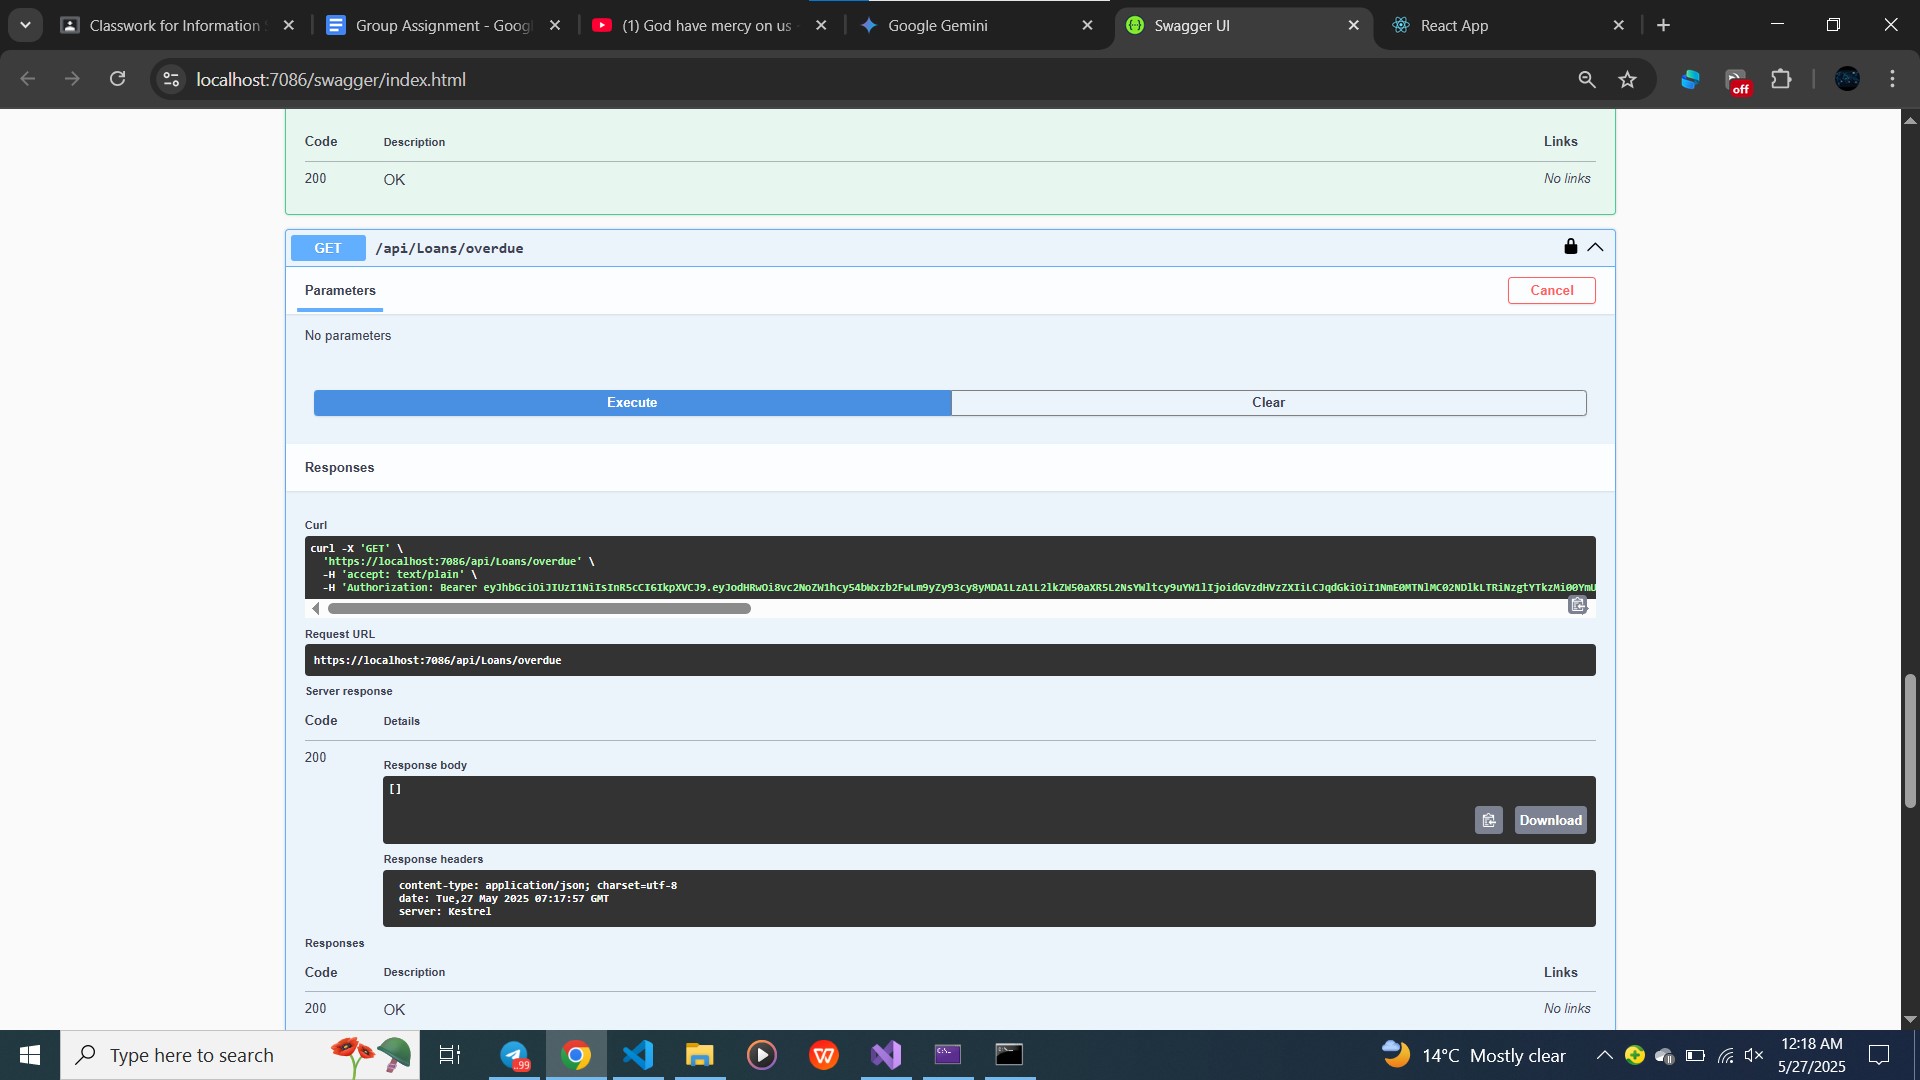 Classwork for Information
Group Assignment - Goog
(1) God have mercy on us
Google Gemini
Swagger UI
React App
localhost:7086/swagger/index.html
off
Code Description Links
200 OK No links
GET /api/Loans/overdue
Parameters
Cancel
No parameters
Execute
Clear
Responses
Curl
curl -X 'GET' \
'https://localhost:7086/api/Loans/overdue' \
-H 'accept: text/plain' \
-H 'Authorization: Bearer
Request URL
https://localhost:7086/api/Loans/overdue
Server response
Code Details
200
Response body
[]
Download
Response headers
content-type: application/json; charset=utf-8
date: Tue,27 May 2025 07:17:57 GMT
server: Kestrel
Responses
Code Description Links
200 OK No links
Type here to search
.99
14°C Mostly clear
12:18 AM
5/27/2025